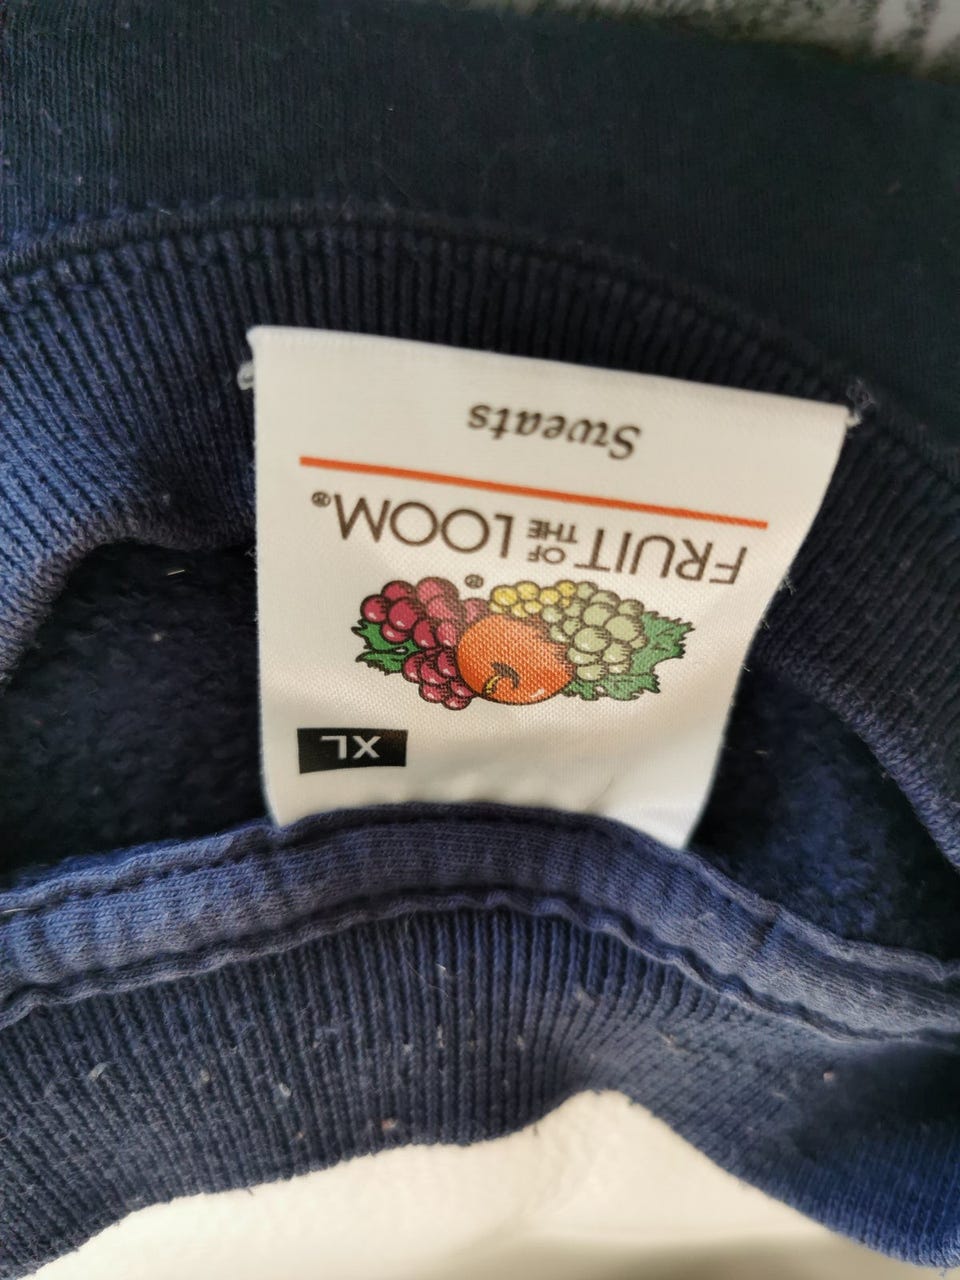 XL
®
FRUIT OF THE LOOM®
Sweats